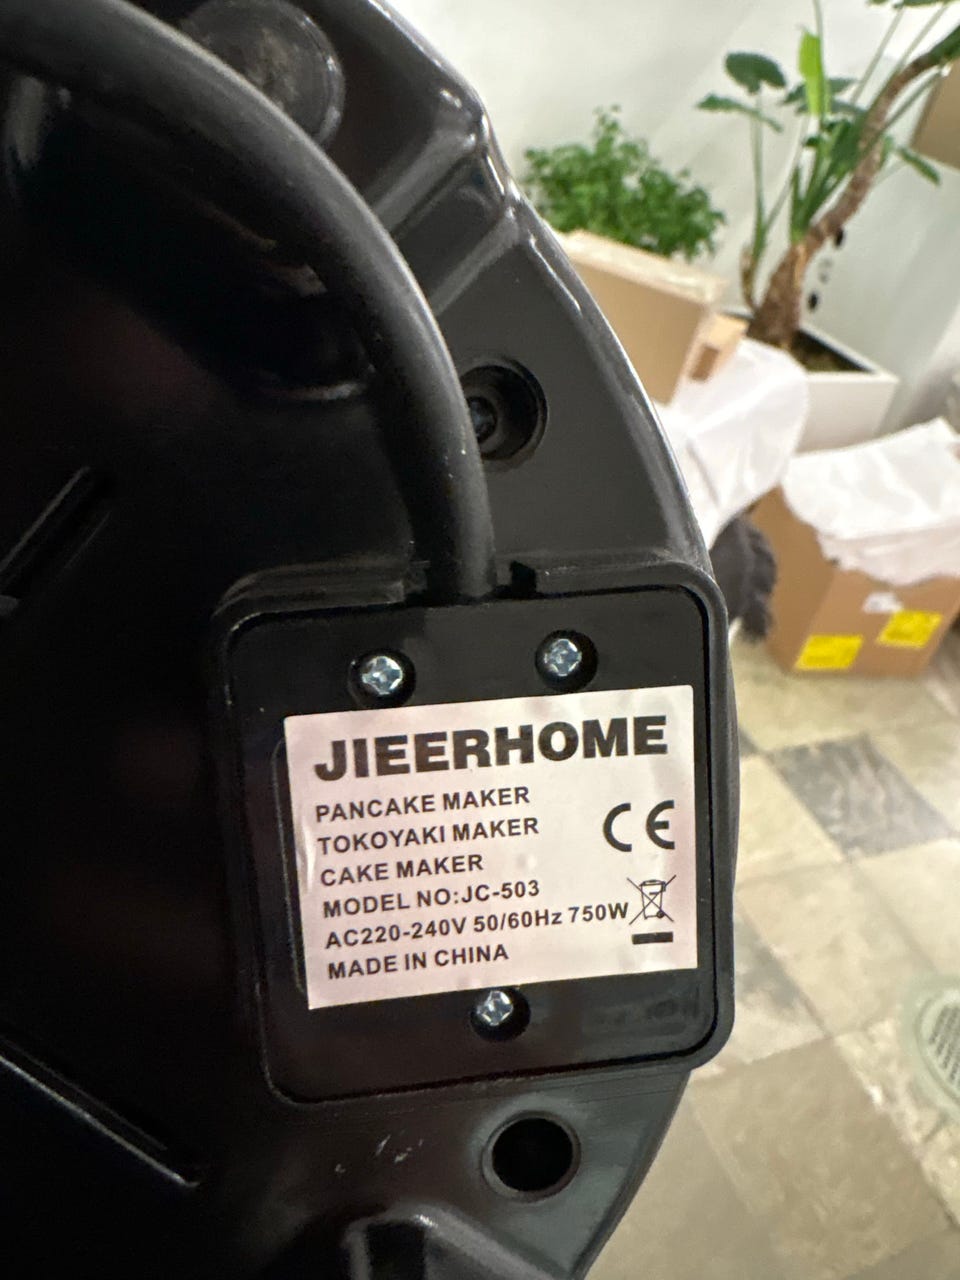 JIEERHOME
PANCAKE MAKER
TOKOYAKI MAKER
CAKE MAKER
MODEL NO:JC-503
AC220-240V 50/60Hz 750W
MADE IN CHINA
CE